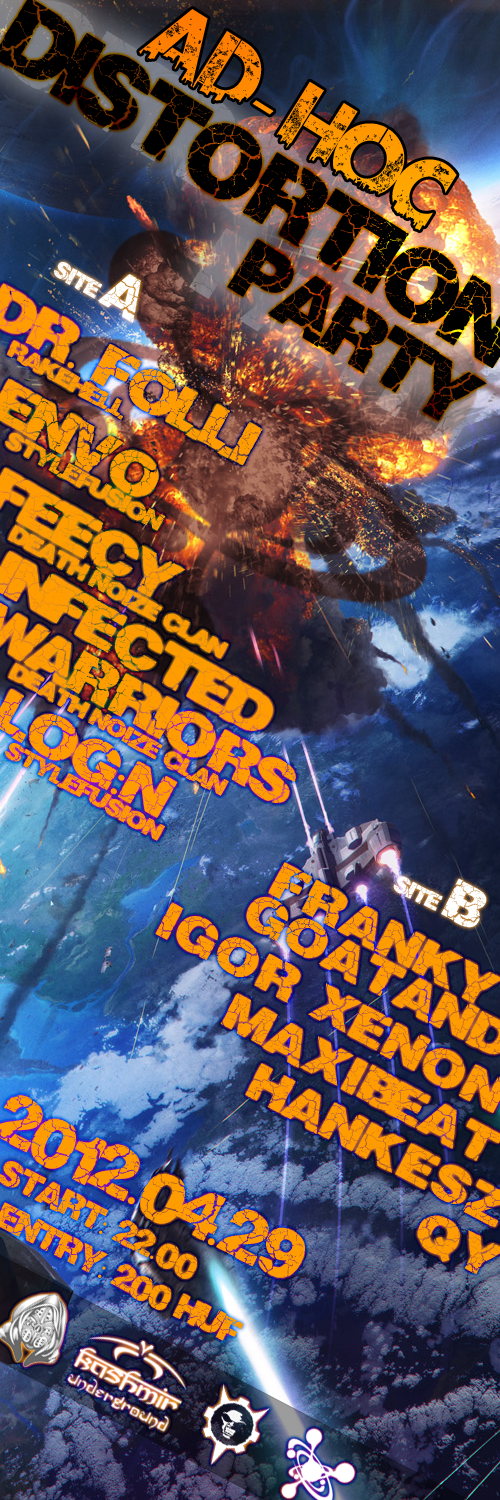 AD-HOC
DISTORTION
PARTY
SITE A
DR. FOLLI
RAKEHELL
ENVIO
STYLEFUSION
FEECY
DEATH NOIZE CLAN
INFECTED
WARRIORS
DEATH NOIZE CLAN
LOG:N
STYLEFUSION
SITE B
FRANKY
GOATAND
IGOR XENON
MAXIBEAT
HANKESZ
QY
2012.04.29
START: 22.00
ENTRY: 200 HUF
Kashmir
underground